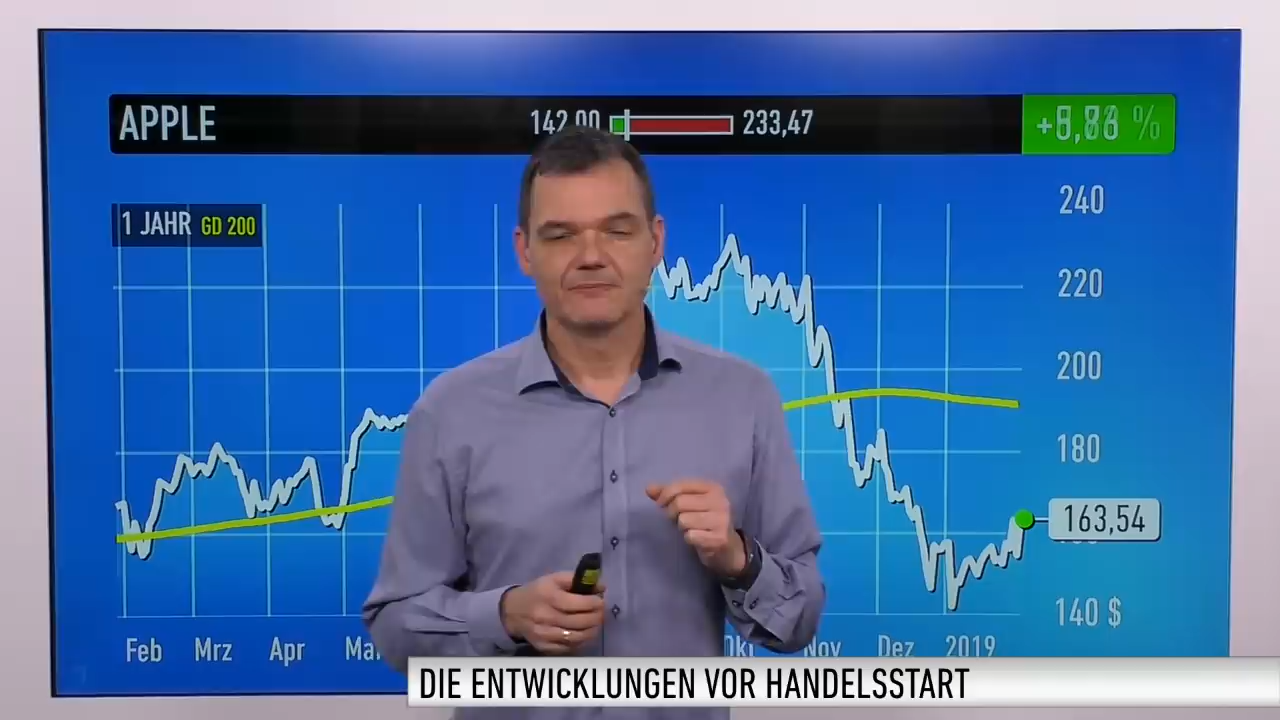 APPLE
142,00
233,47
1 JAHR GD 200
240
220
200
180
163,54
140 $
Feb Mrz Apr
Nov Dez 2019
DIE ENTWICKLUNGEN VOR HANDELSSTART